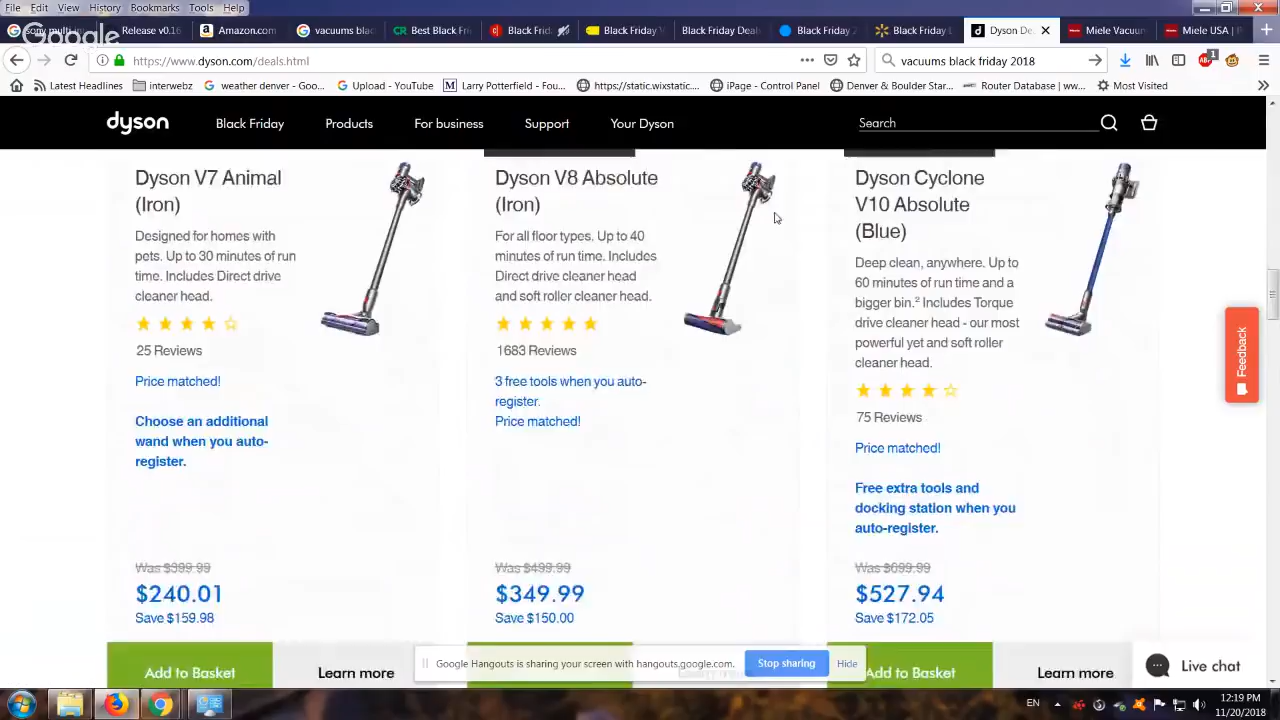 File Edit View History Bookmarks Tools Help
Google
Release v0.16
Amazon.com
vacuums blac
Best Black Fri
Black Frid
Black Friday V
Black Friday Deal
Black Friday
Black Friday
Dyson De
Miele Vacuum
Miele USA |
https://www.dyson.com/deals.html
vacuums black friday 2018
Latest Headlines
interwebz
weather denver - Goo...
Upload - YouTube
Larry Potterfield - Fou...
https://static.wixstatic...
iPage - Control Panel
Denver & Boulder Star...
Router Database | ww...
Most Visited
dyson
Black Friday
Products
For business
Support
Your Dyson
Search
Dyson V7 Animal
(Iron)
Designed for homes with
pets. Up to 30 minutes of run
time. Includes Direct drive
cleaner head.
25 Reviews
Price matched!
Choose an additional
wand when you auto-
register.
Was $399.99
$240.01
Save $159.98
Add to Basket
Learn more
Dyson V8 Absolute
(Iron)
For all floor types. Up to 40
minutes of run time. Includes
Direct drive cleaner head
and soft roller cleaner head.
1683 Reviews
3 free tools when you auto-
register.
Price matched!
Was $499.99
$349.99
Save $150.00
Dyson Cyclone
V10 Absolute
(Blue)
Deep clean, anywhere. Up to
60 minutes of run time and a
bigger bin.² Includes Torque
drive cleaner head - our most
powerful yet and soft roller
cleaner head.
75 Reviews
Price matched!
Free extra tools and
docking station when you
auto-register.
Was $699.99
$527.94
Save $172.05
Add to Basket
Learn more
Feedback
Live chat
Google Hangouts is sharing your screen with hangouts.google.com.
Stop sharing
Hide
EN
12:19 PM
11/20/2018